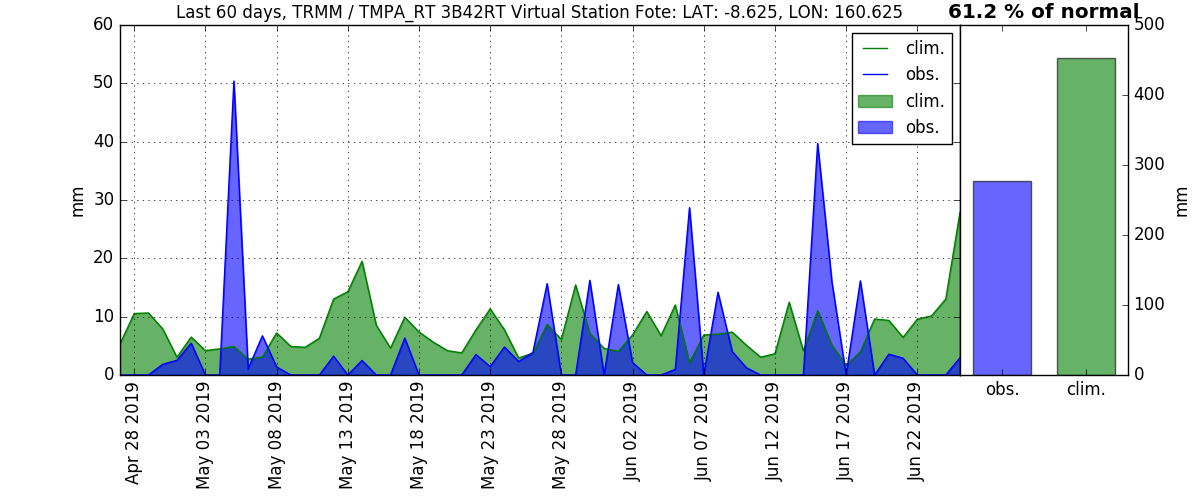 Last 60 days, TRMM / TMPA_RT 3B42RT Virtual Station Fote: LAT: -8.625, LON: 160.625
61.2 % of normal
60
50
40
30
20
10
0
mm
clim.
obs.
clim.
obs.
Apr 28 2019
May 03 2019
May 08 2019
May 13 2019
May 18 2019
May 23 2019
May 28 2019
Jun 02 2019
Jun 07 2019
Jun 12 2019
Jun 17 2019
Jun 22 2019
500
400
300
200
100
0
mm
obs.
clim.